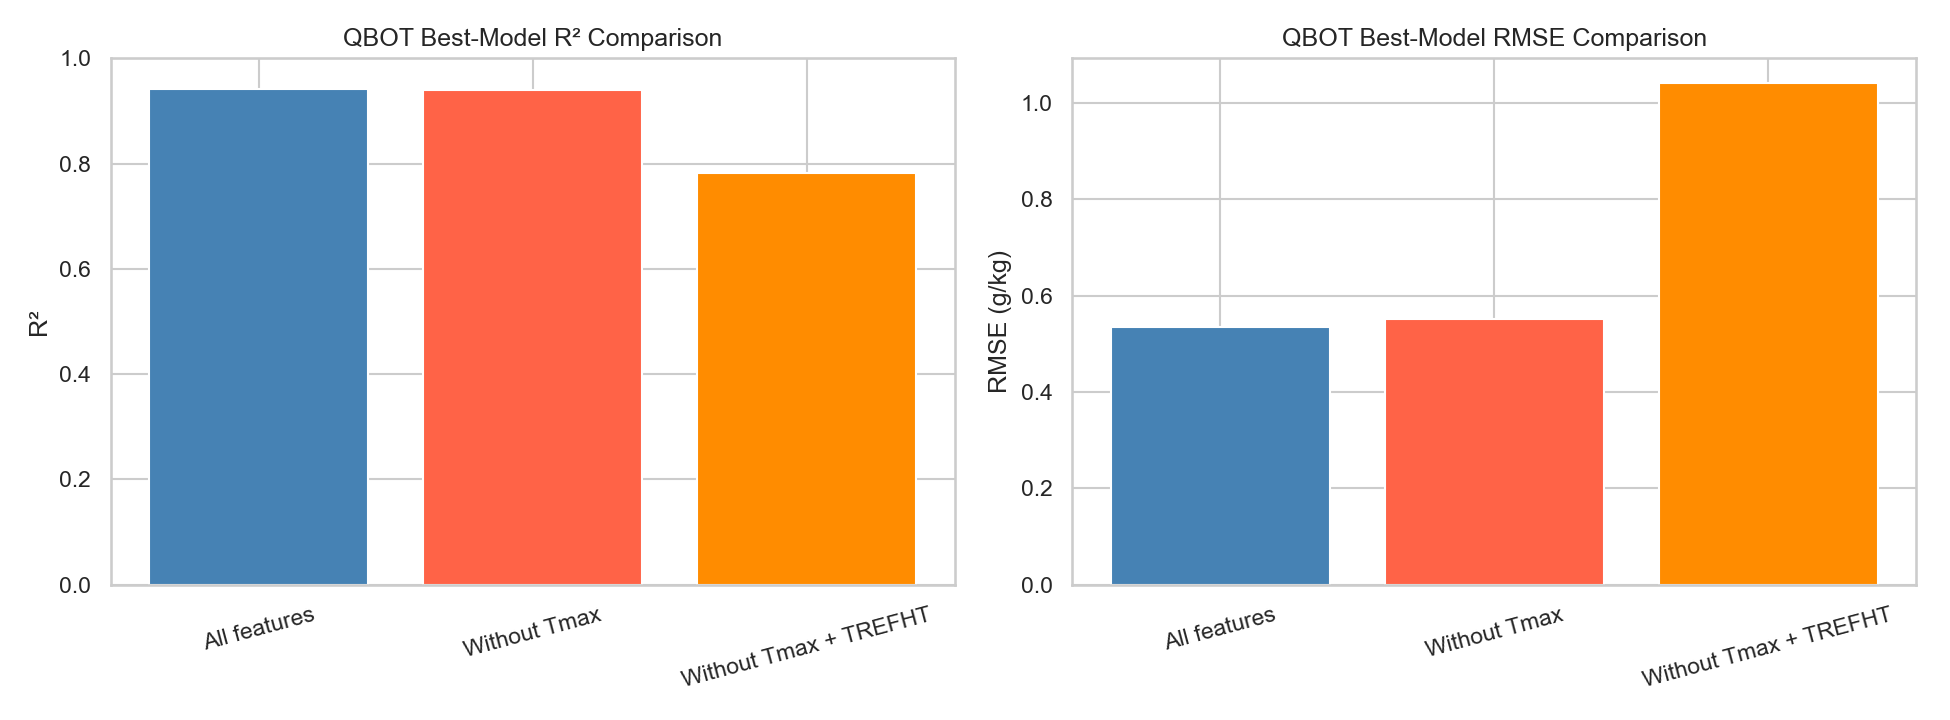 QBOT Best-Model R² Comparison
R²
1.0
0.8
0.6
0.4
0.2
0.0
All features
Without Tmax
Without Tmax + TREFHT
QBOT Best-Model RMSE Comparison
RMSE (g/kg)
1.0
0.8
0.6
0.4
0.2
0.0
All features
Without Tmax
Without Tmax + TREFHT